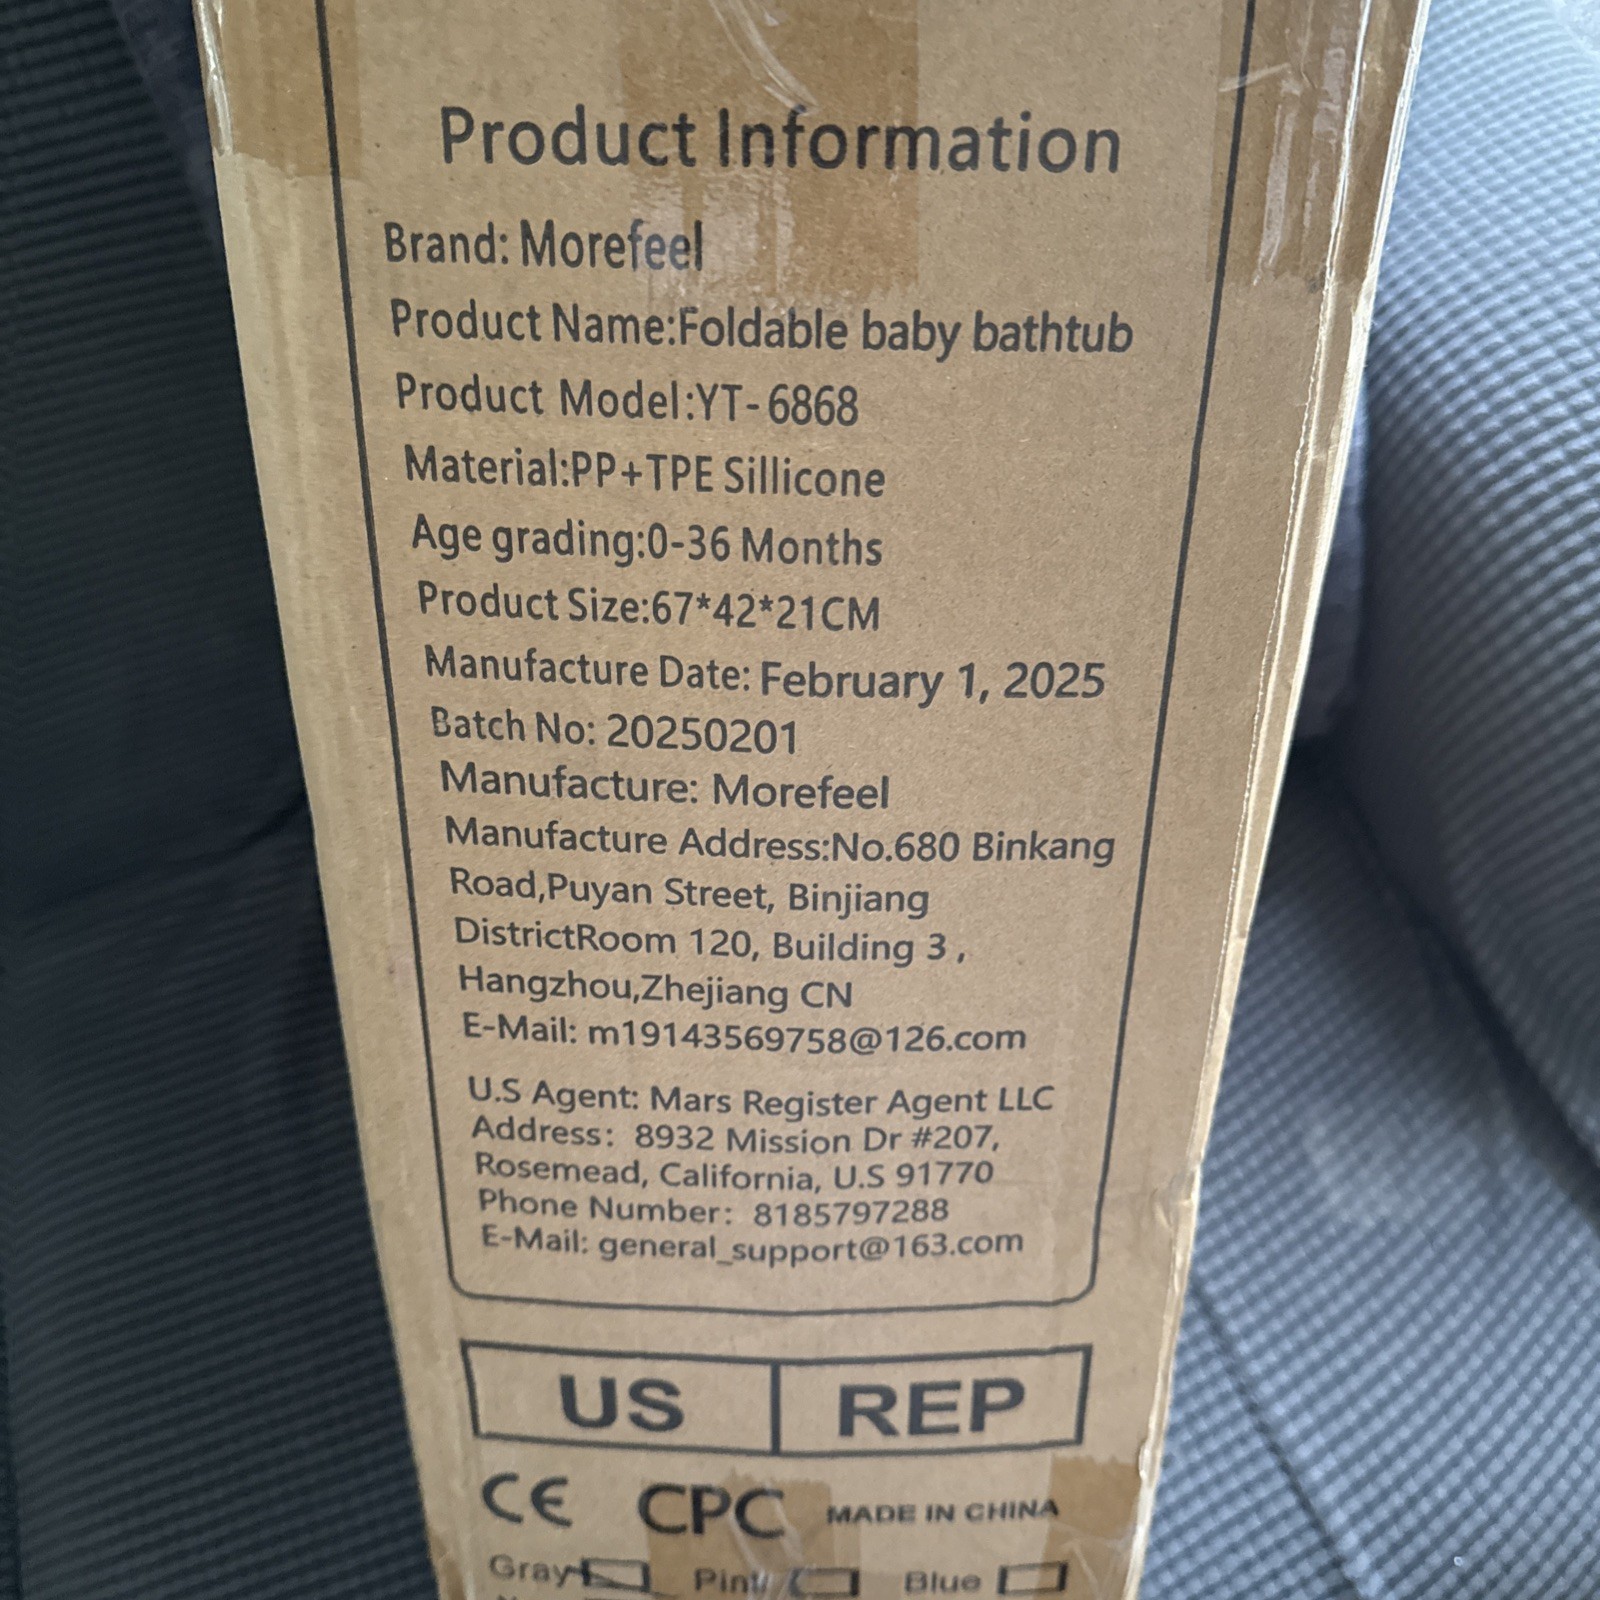 Product Information
Brand: Morefeel
Product Name:Foldable baby bathtub
Product Model:YT-6868
Material:PP+TPE Sillicone
Age grading:0-36 Months
Product Size:67*42*21CM
Manufacture Date: February 1, 2025
Batch No: 20250201
Manufacture: Morefeel
Manufacture Address:No.680 Binkang
Road,Puyan Street, Binjiang
DistrictRoom 120, Building 3 ,
Hangzhou,Zhejiang CN
E-Mail: m19143569758@126.com
U.S Agent: Mars Register Agent LLC
Address: 8932 Mission Dr #207,
Rosemead, California, U.S 91770
Phone Number: 8185797288
E-Mail: general_support@163.com
US REP
CE CPC MADE IN CHINA
Gray Pink Blue